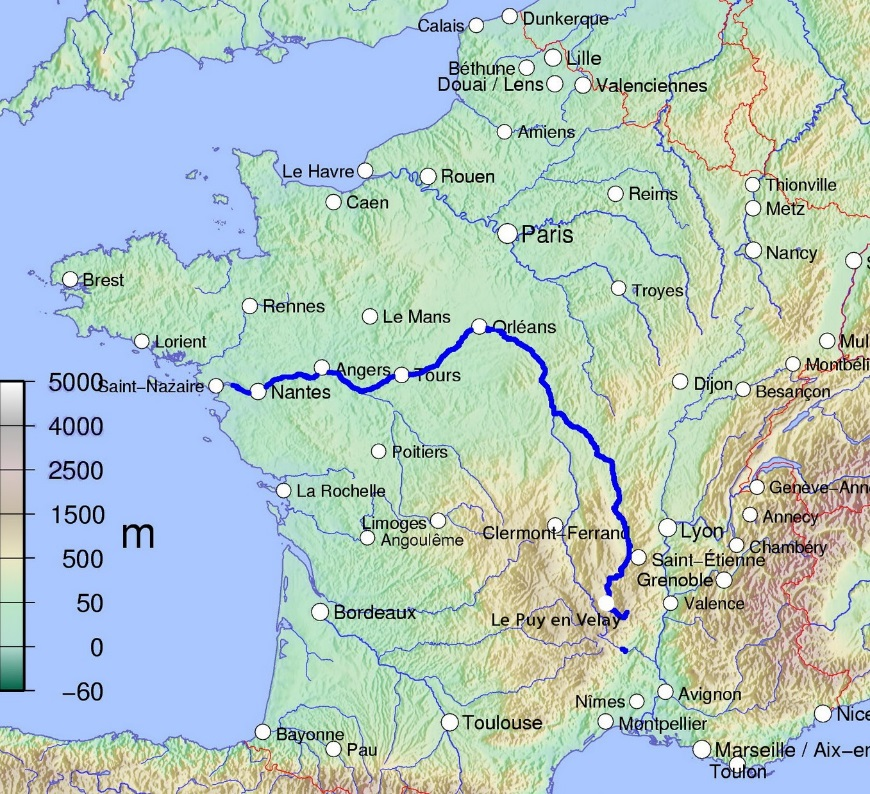 Calais
Dunkerque
Lille
Béthune
Douai / Lens
Valenciennes
Amiens
Le Havre
Rouen
Reims
Thionville
Caen
Metz
Paris
Nancy
S
Brest
Troyes
Rennes
Le Mans
Orléans
Lorient
Mul
Montbéli
Angers
Tours
Saint-Nazaire
Nantes
Dijon
Besançon
5000
4000
2500
1500
500
50
0
-60
m
Poitiers
La Rochelle
Genève-Anne
Limoges
Angoulême
Clermont-Ferrand
Lyon
Annecy
Chambéry
Saint-Étienne
Grenoble
Valence
Bordeaux
Le Puy en Velay
Avignon
Nîmes
Montpellier
Nice
Toulouse
Bayonne
Pau
Marseille / Aix-en
Toulon